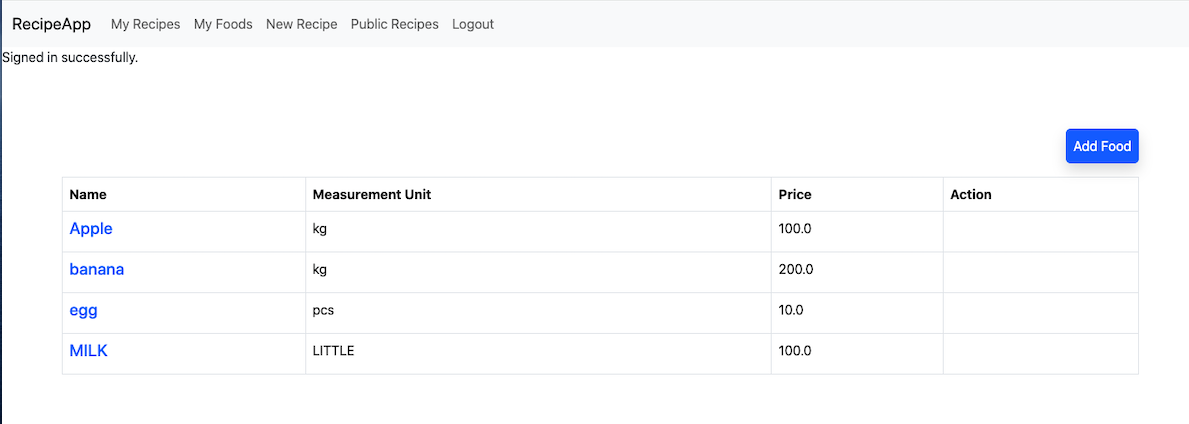 RecipeApp My Recipes My Foods New Recipe Public Recipes Logout
Signed in successfully.
Add Food
Name Measurement Unit Price Action
Apple kg 100.0
banana kg 200.0
egg pcs 10.0
MILK LITTLE 100.0